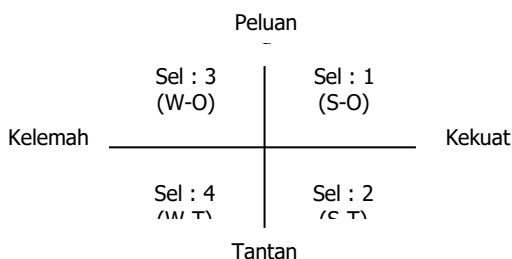 Peluan
Sel : 3
(W-O)
Sel : 1
(S-O)
Kelemah
Kekuat
Sel : 4
(W-T)
Sel : 2
(S-T)
Tantan